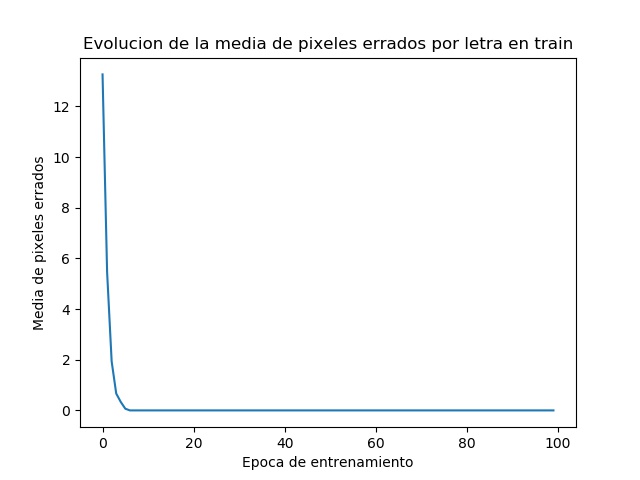 Evolucion de la media de pixeles errados por letra en train
Media de pixeles errados
12
10
8
6
4
2
0
0 20 40 60 80 100
Epoca de entrenamiento